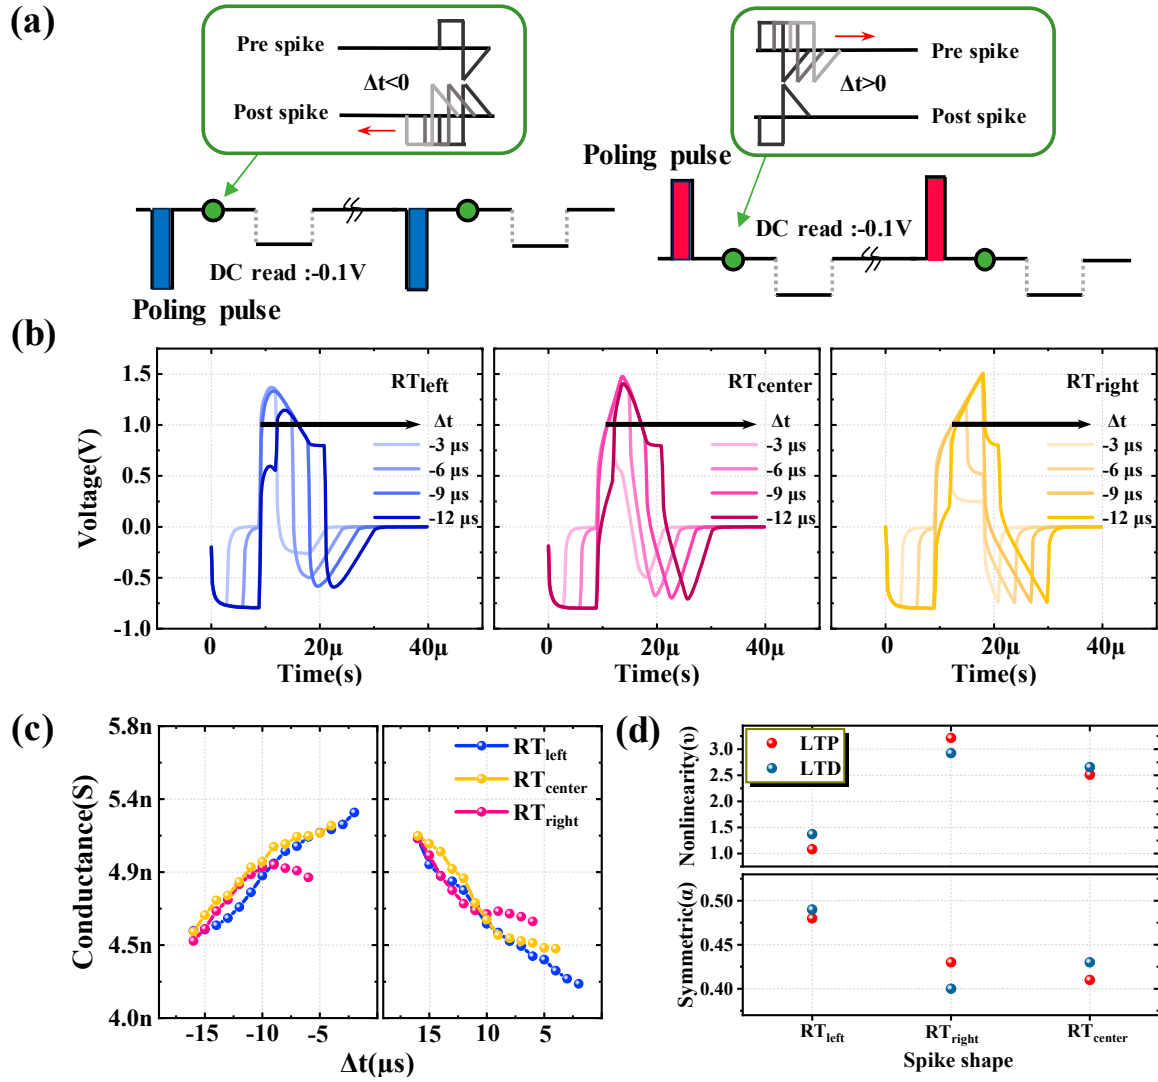 (a)
Pre spike
Δt<0
Post spike
Pre spike
Δt>0
Post spike
Poling pulse
DC read :-0.1V
Poling pulse
DC read :-0.1V
(b)
Voltage(V)
1.5
1.0
0.5
0.0
-0.5
-1.0
RTleft
Δt
-3 μs
-6 μs
-9 μs
-12 μs
0 20μ 40μ
Time(s)
RTcenter
Δt
-3 μs
-6 μs
-9 μs
-12 μs
0 20μ 40μ
Time(s)
RTright
Δt
-3 μs
-6 μs
-9 μs
-12 μs
0 20μ 40μ
Time(s)
(c)
Conductance(S)
5.8n
5.4n
4.9n
4.5n
4.0n
RTleft
RTcenter
RTright
-15 -10 -5 15 10 5
Δt(μs)
(d)
Nonlinearity(υ)
3.0
2.5
1.5
1.0
LTP
LTD
Symmetric(α)
0.50
0.45
0.40
RTleft RTright RTcenter
Spike shape